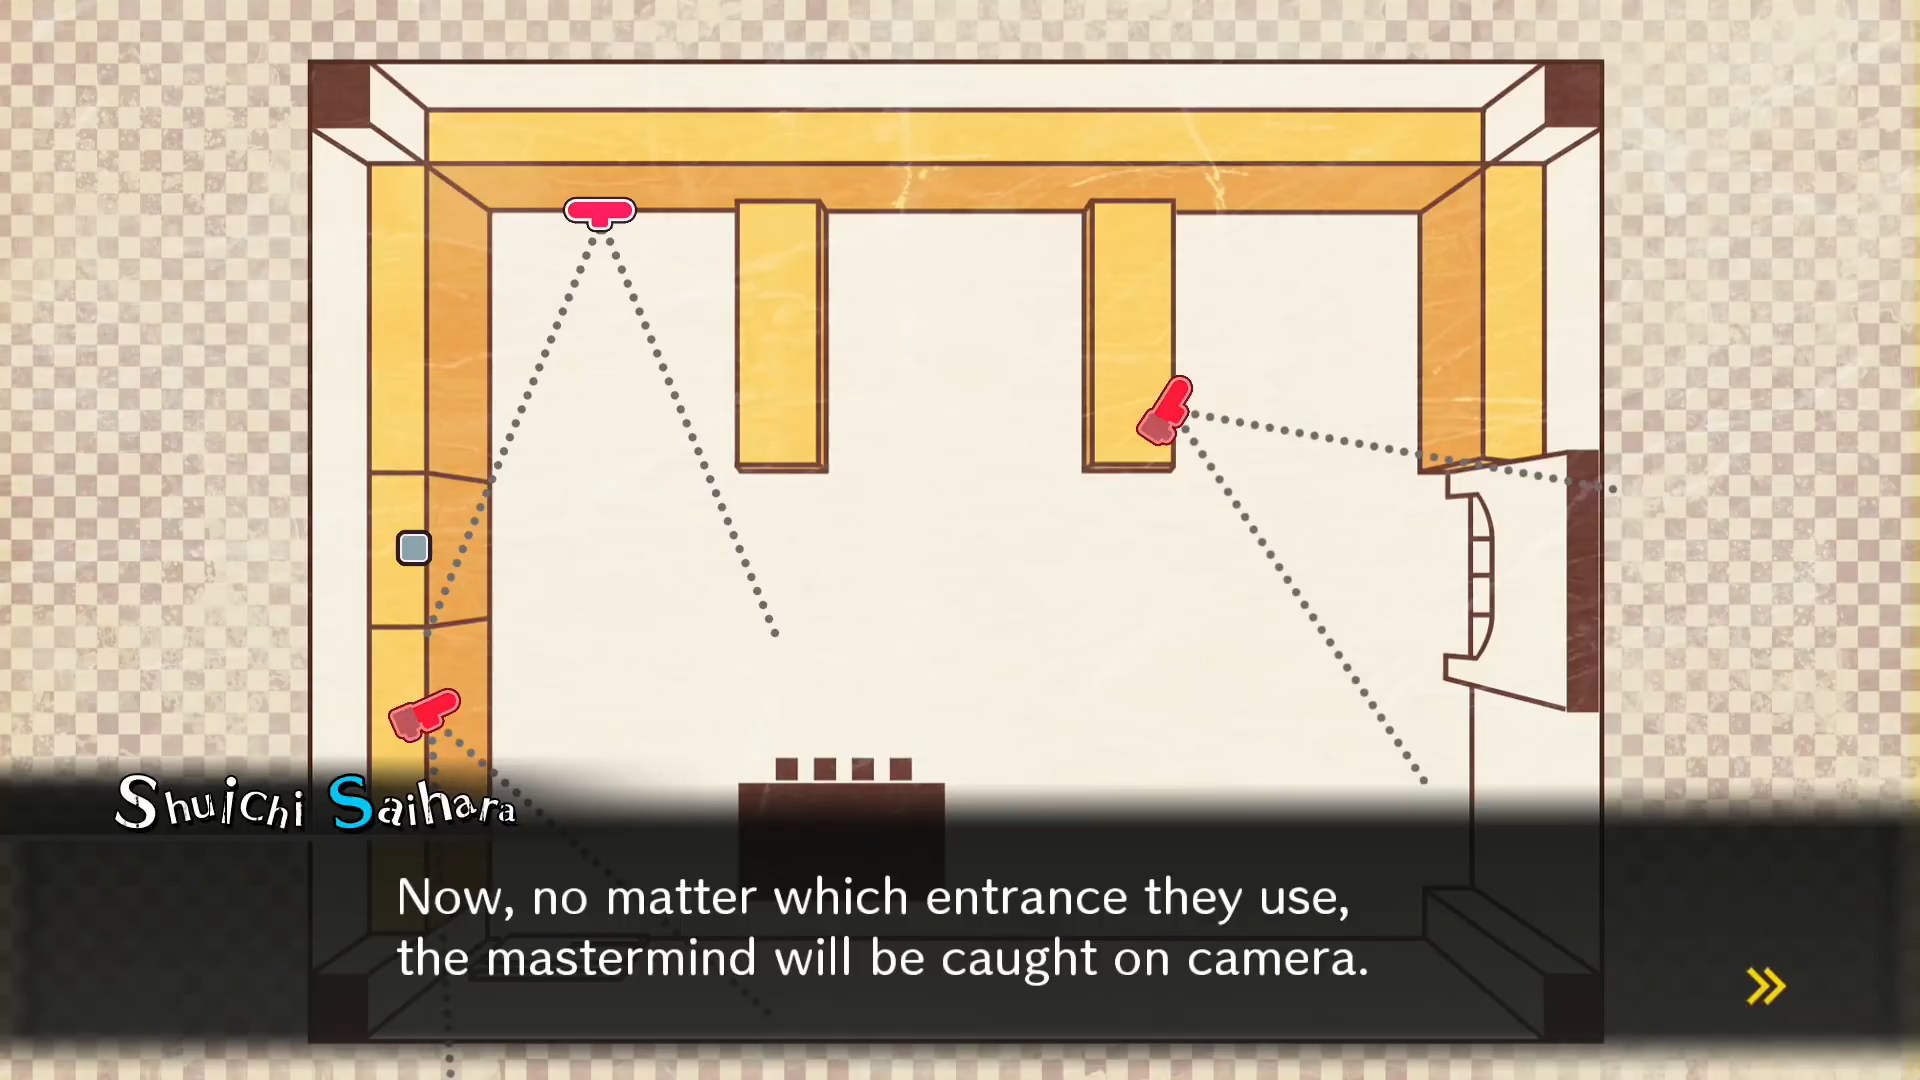 Shuichi Saihara
Now, no matter which entrance they use,
the mastermind will be caught on camera.